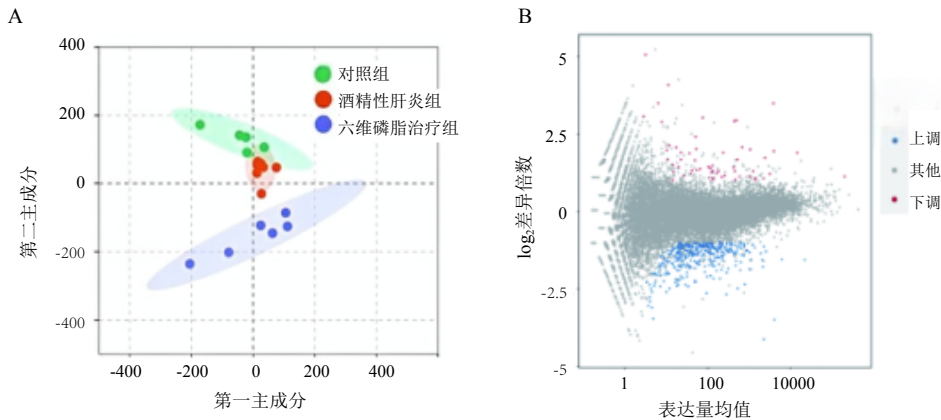 A
400
200
0
-200
-400
-400
-200
0
200
400
第二主成分
第一主成分
对照组
酒精性肝炎组
六维磷脂治疗组
B
5
2.5
0
-2.5
-5
1
100
10000
log₂差异倍数
表达量均值
上调
其他
下调